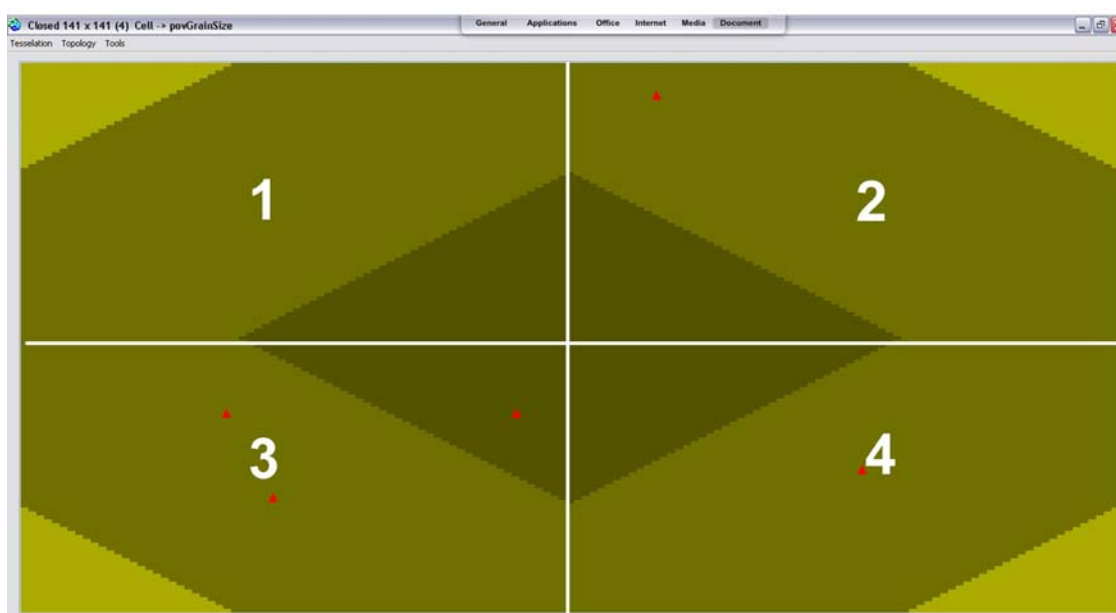 Closed 141 x 141 (4) Cell -> povGrainSize
General Applications Office Internet Media Document
Tesselation Topology Tools
1 2
3 4